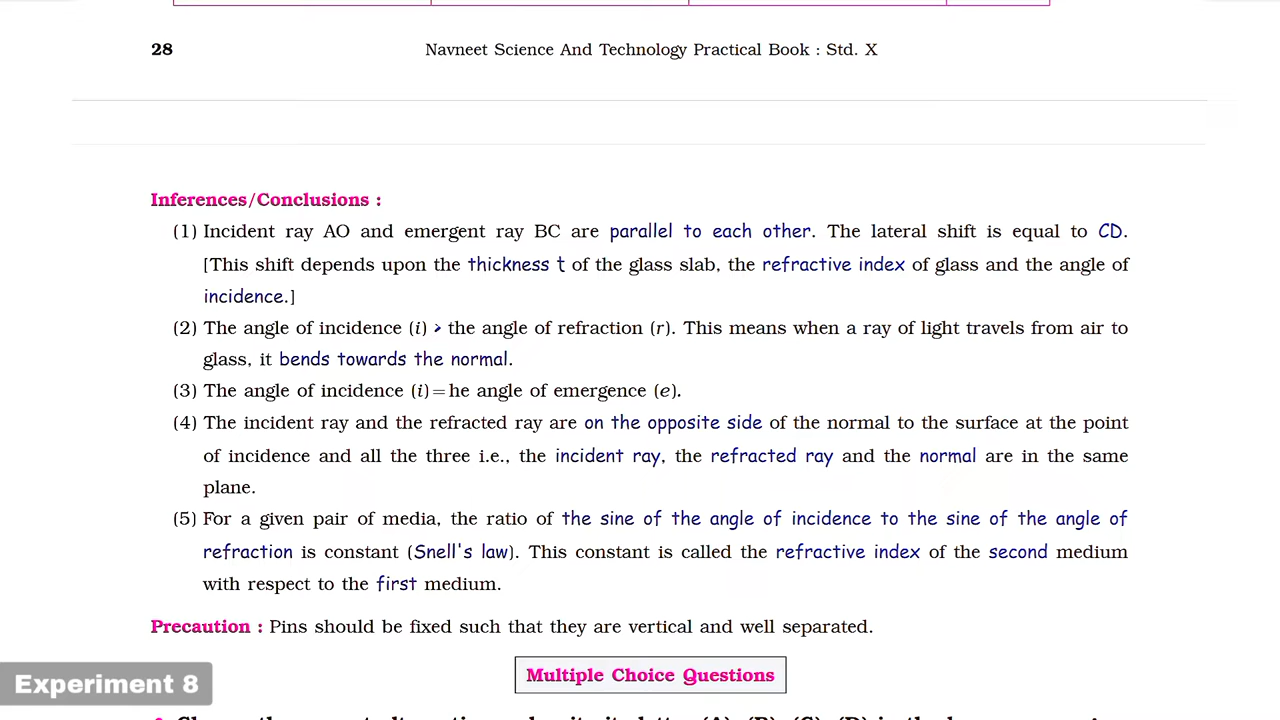 28
Navneet Science And Technology Practical Book : Std. X
Inferences/Conclusions :
(1) Incident ray AO and emergent ray BC are parallel to each other. The lateral shift is equal to CD.
[This shift depends upon the thickness t of the glass slab, the refractive index of glass and the angle of
incidence.]
(2) The angle of incidence (i) > the angle of refraction (r). This means when a ray of light travels from air to
glass, it bends towards the normal.
(3) The angle of incidence (i) = he angle of emergence (e).
(4) The incident ray and the refracted ray are on the opposite side of the normal to the surface at the point
of incidence and all the three i.e., the incident ray, the refracted ray and the normal are in the same
plane.
(5) For a given pair of media, the ratio of the sine of the angle of incidence to the sine of the angle of
refraction is constant (Snell's law). This constant is called the refractive index of the second medium
with respect to the first medium.
Precaution : Pins should be fixed such that they are vertical and well separated.
Multiple Choice Questions
Experiment 8